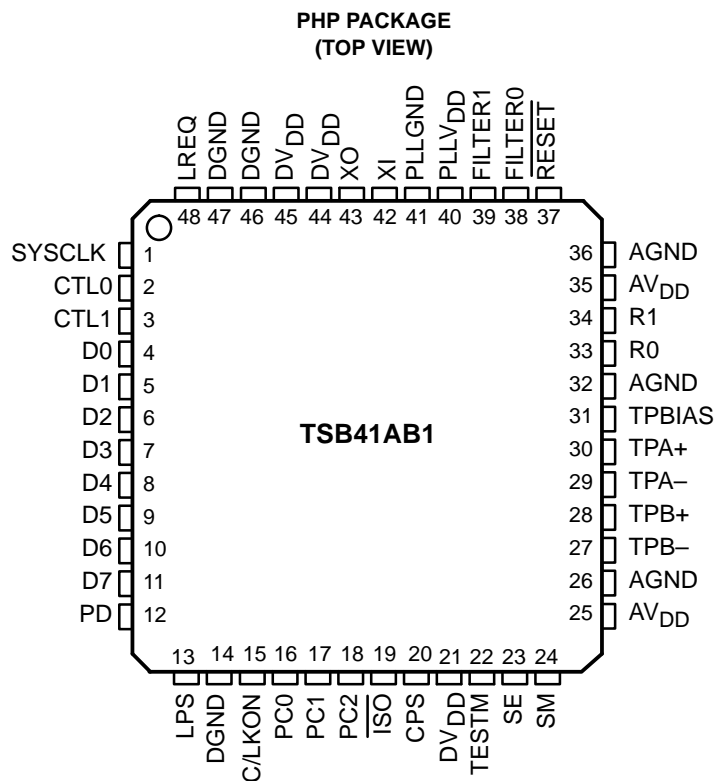 PHP PACKAGE
(TOP VIEW)
LREQ
DGND
DGND
DVDD
DVDD
XO
XI
PLLGND
PLLVDD
FILTER1
FILTER0
RESET
48 47 46 45 44 43 42 41 40 39 38 37
SYSCLK 1
CTL0 2
CTL1 3
D0 4
D1 5
D2 6
D3 7
D4 8
D5 9
D6 10
D7 11
PD 12
TSB41AB1
36 AGND
35 AVDD
34 R1
33 R0
32 AGND
31 TPBIAS
30 TPA+
29 TPA–
28 TPB+
27 TPB–
26 AGND
25 AVDD
13 14 15 16 17 18 19 20 21 22 23 24
LPS
DGND
C/LKON
PC0
PC1
PC2
ISO
CPS
DVDD
TESTM
SE
SM